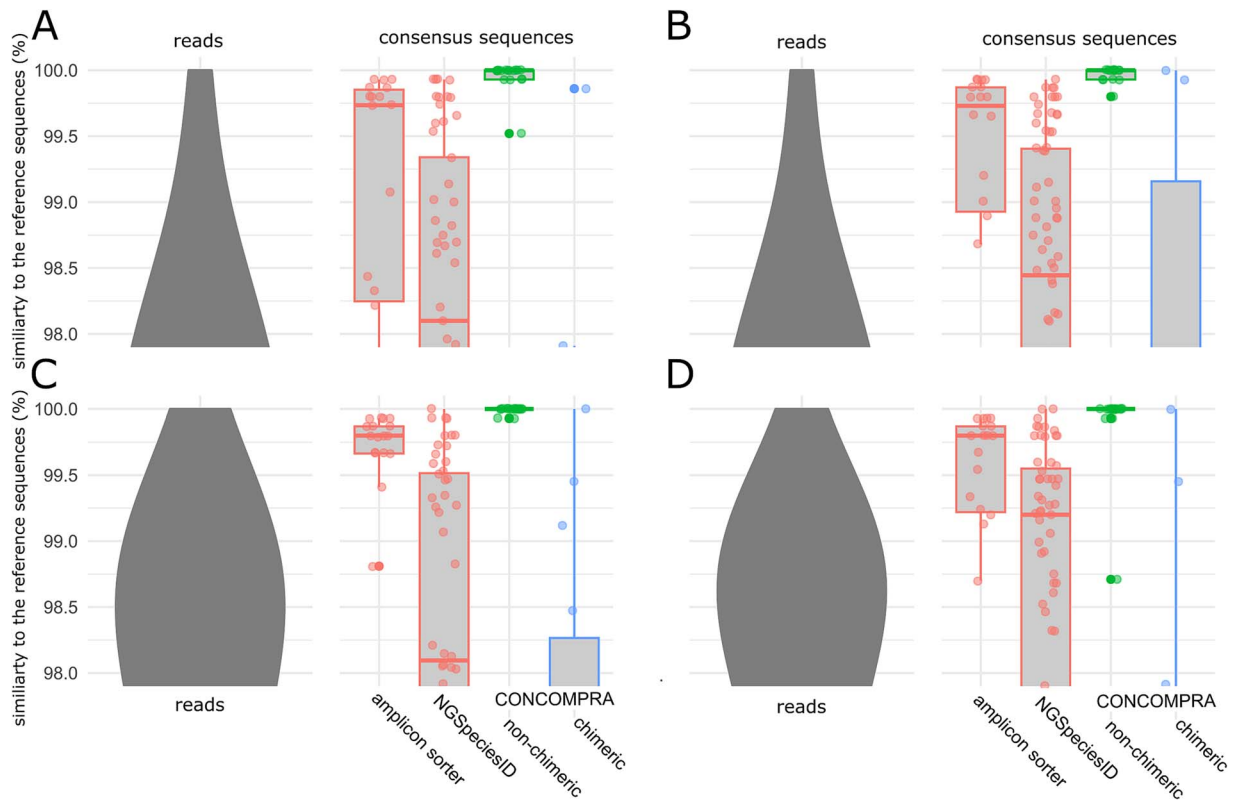 A
B
reads
consensus sequences
reads
consensus sequences
similiarty to the reference sequences (%)
100.0
99.5
99.0
98.5
98.0
C
D
similiarty to the reference sequences (%)
100.0
99.5
99.0
98.5
98.0
reads
CONCOMPRA
reads
CONCOMPRA
amplicon sorter
NGSpeciesID
non-chimeric
chimeric
amplicon sorter
NGSpeciesID
non-chimeric
chimeric